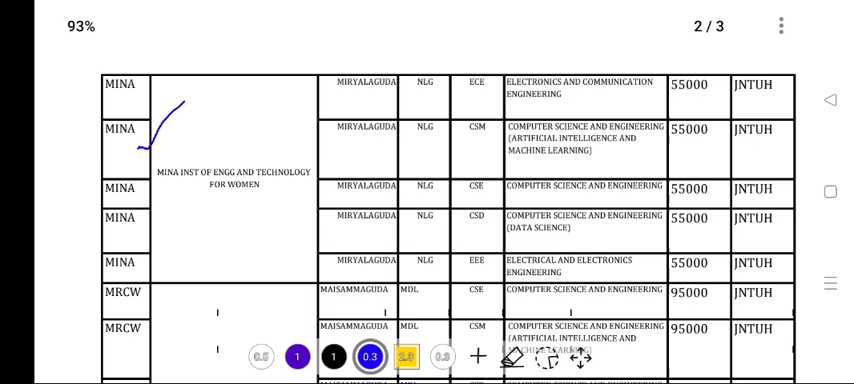 93%
2 / 3
MINA MIRYALAGUDA NLG ECE ELECTRONICS AND COMMUNICATION 55000 JNTUH
ENGINEERING
MINA MIRYALAGUDA NLG CSM COMPUTER SCIENCE AND ENGINEERING 55000 JNTUH
(ARTIFICIAL INTELLIGENCE AND
MACHINE LEARNING)
MINA INST OF ENGG AND TECHNOLOGY
FOR WOMEN
MINA MIRYALAGUDA NLG CSE COMPUTER SCIENCE AND ENGINEERING 55000 JNTUH
MINA MIRYALAGUDA NLG CSD COMPUTER SCIENCE AND ENGINEERING 55000 JNTUH
(DATA SCIENCE)
MINA MIRYALAGUDA NLG EEE ELECTRICAL AND ELECTRONICS 55000 JNTUH
ENGINEERING
MRCW MAISAMMAGUDA MDL CSE COMPUTER SCIENCE AND ENGINEERING 95000 JNTUH
MRCW MAISAMMAGUDA MDL CSM COMPUTER SCIENCE AND ENGINEERING 95000 JNTUH
(ARTIFICIAL INTELLIGENCE AND
MACHINE LEARNING)
0.5 1 1 0.3 2.3 0.3